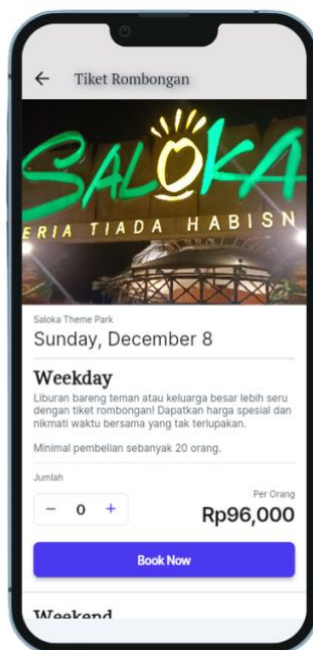 Tiket Rombongan
SALOKA
ERIA TIADA HABISN
Saloka Theme Park
Sunday, December 8
Weekday
Liburan bareng teman atau keluarga besar lebih seru
dengan tiket rombongan! Dapatkan harga spesial dan
nikmati waktu bersama yang tak terlupakan.
Minimal pembelian sebanyak 20 orang.
Jumlah
Per Orang
− 0 +
Rp96,000
Book Now
Weekend